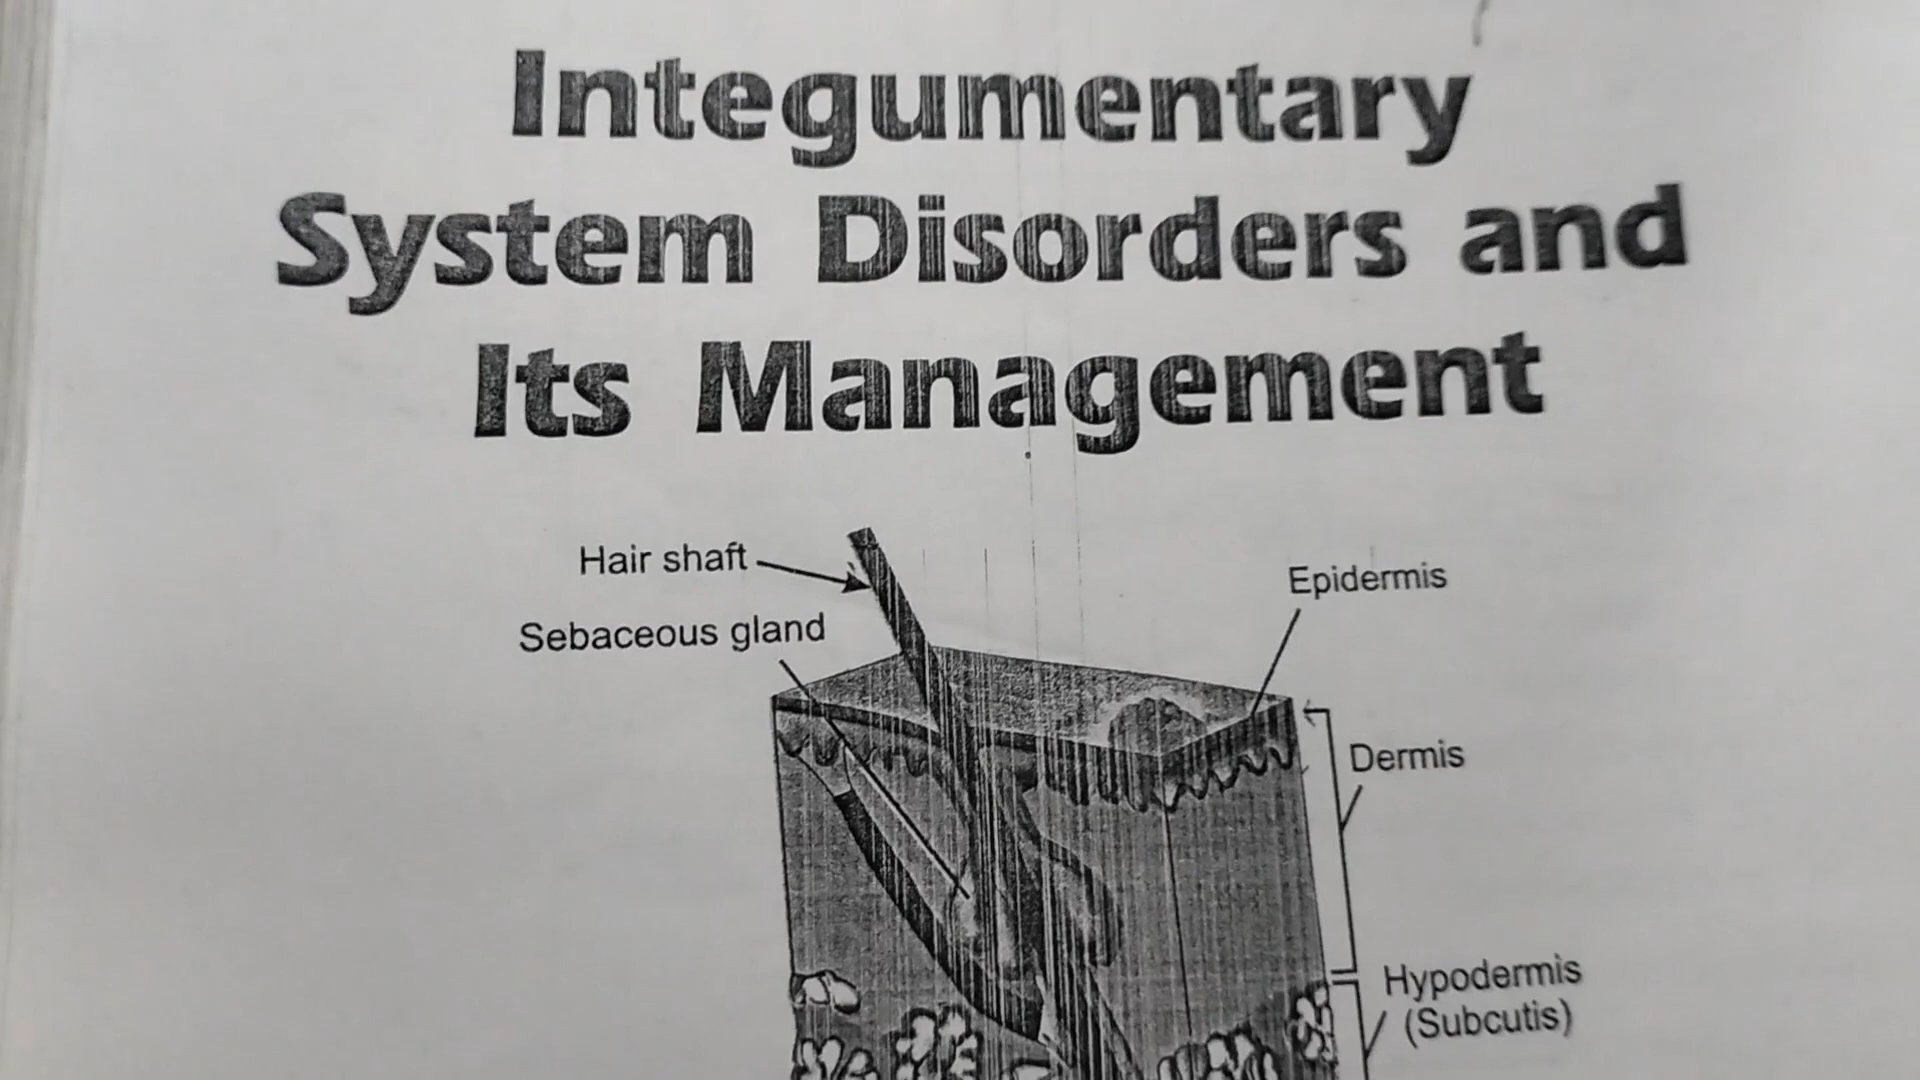 Integumentary
System Disorders and
Its Management
Hair shaft
Epidermis
Sebaceous gland
Dermis
Hypodermis
(Subcutis)